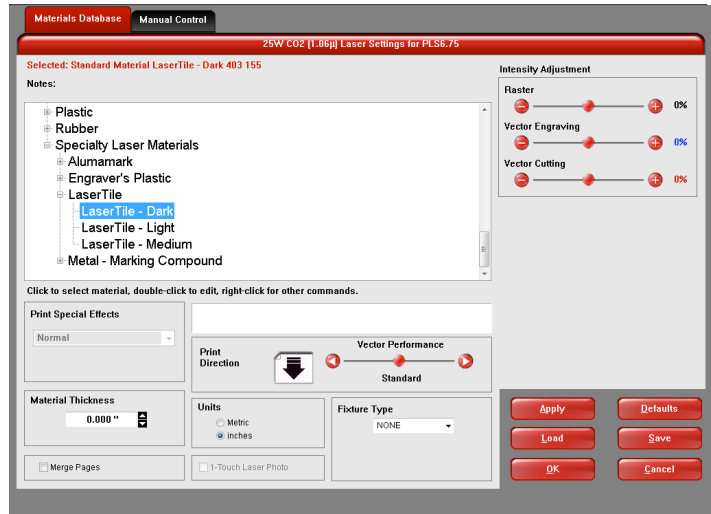 Materials Database Manual Control
25W CO2 (1.06µ) Laser Settings for PLS6.75
Selected: Standard Material LaserTile - Dark 403 155
Notes:
Plastic
Rubber
Specialty Laser Materials
Alumamark
Engraver's Plastic
LaserTile
LaserTile - Dark
LaserTile - Light
LaserTile - Medium
Metal - Marking Compound
Click to select material, double-click to edit, right-click for other commands.
Intensity Adjustment
Raster
0%
Vector Engraving
0%
Vector Cutting
0%
Print Special Effects
Normal
Print
Direction
Vector Performance
Standard
Material Thickness
0.000 "
Units
Metric
inches
Fixture Type
NONE
Merge Pages
1-Touch Laser Photo
Apply Defaults
Load Save
OK Cancel